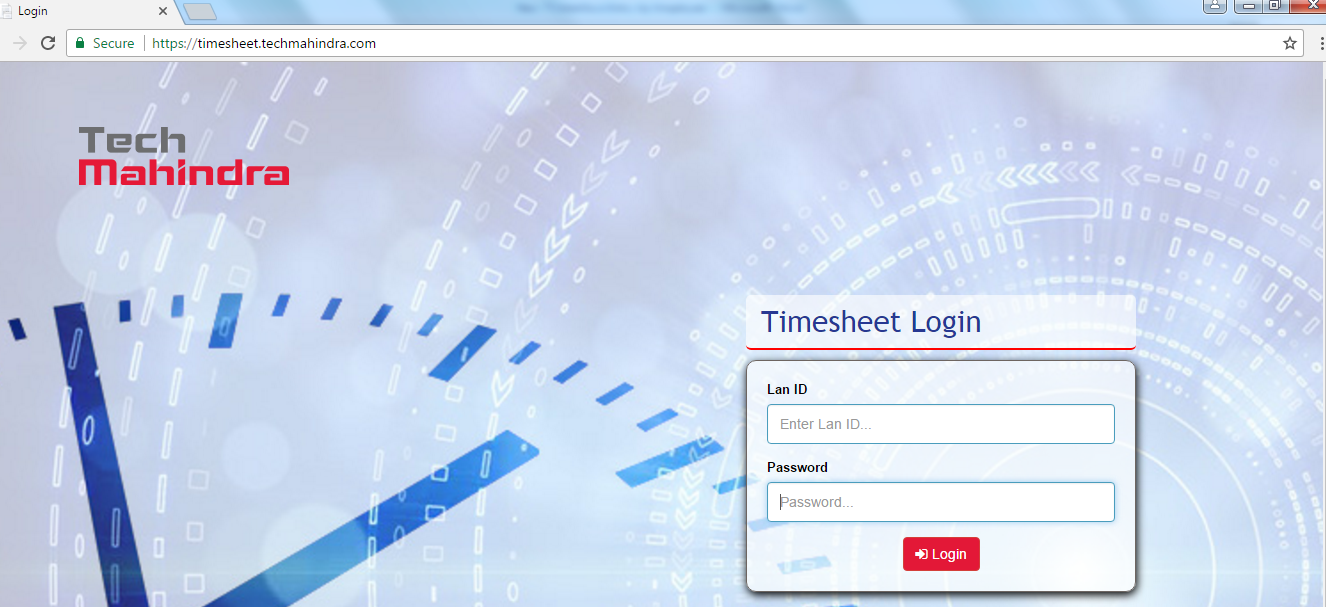 Login
Secure
https://timesheet.techmahindra.com
Tech
Mahindra
Timesheet Login
Lan ID
Enter Lan ID...
Password
Password...
Login